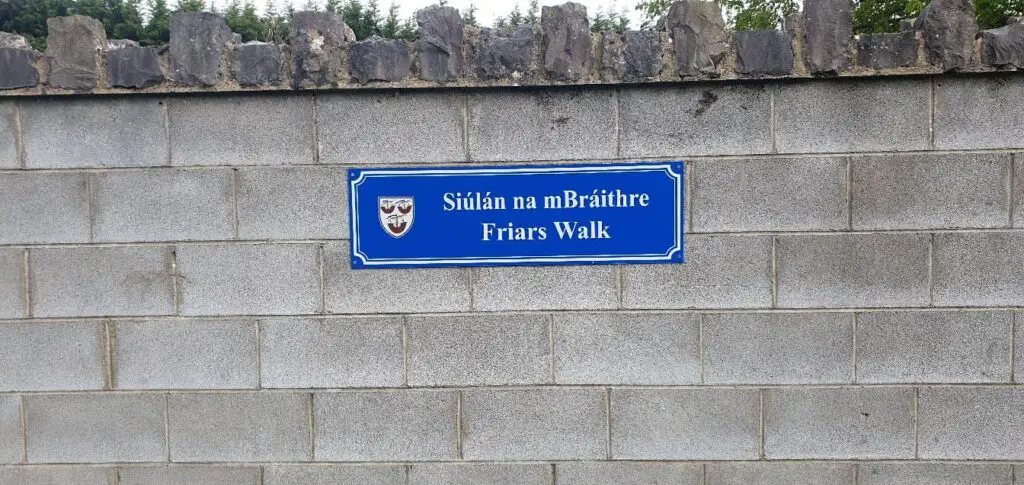 Siúlán na mBráithre
Friars Walk